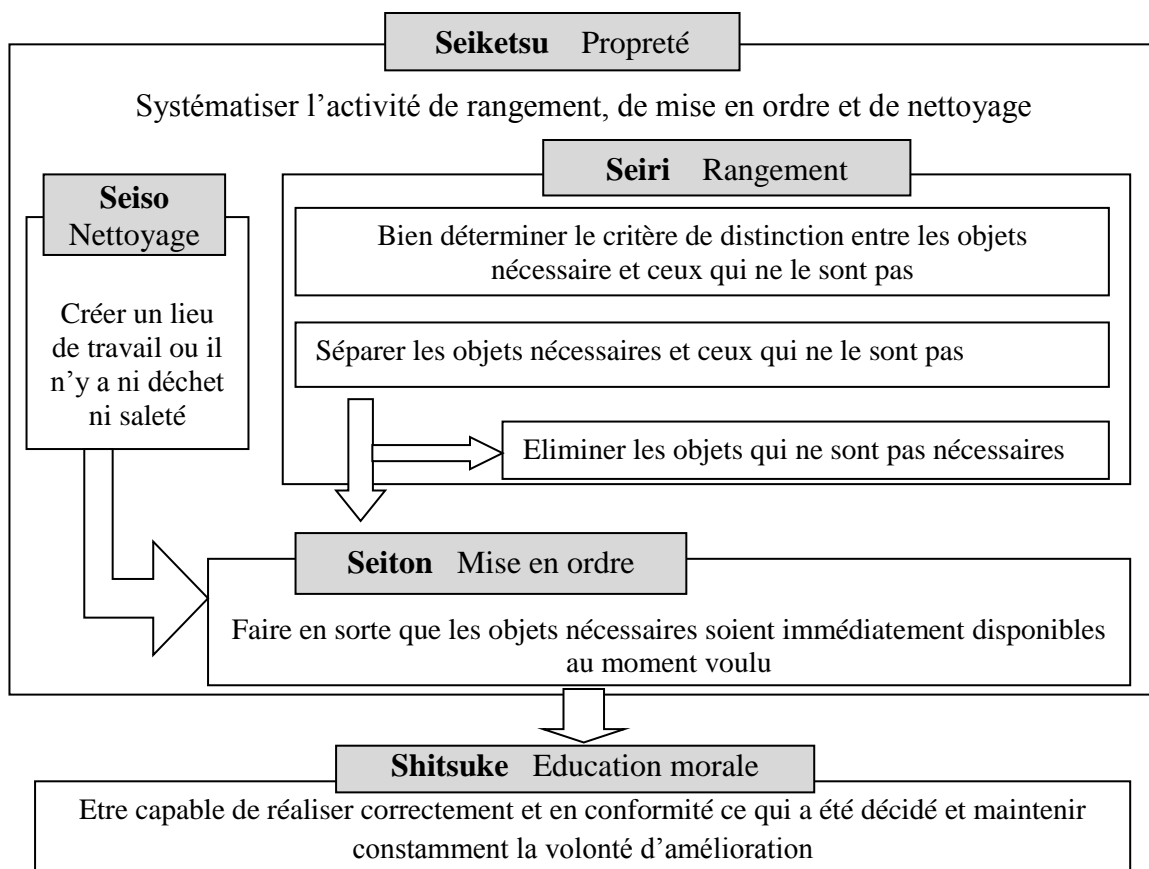 Seiketsu Propreté
Systématiser l’activité de rangement, de mise en ordre et de nettoyage
Seiri Rangement
Seiso
Nettoyage
Bien déterminer le critère de distinction entre les objets
nécessaire et ceux qui ne le sont pas
Créer un lieu
de travail ou il
n’y a ni déchet
ni saleté
Séparer les objets nécessaires et ceux qui ne le sont pas
Eliminer les objets qui ne sont pas nécessaires
Seiton Mise en ordre
Faire en sorte que les objets nécessaires soient immédiatement disponibles
au moment voulu
Shitsuke Education morale
Etre capable de réaliser correctement et en conformité ce qui a été décidé et maintenir
constamment la volonté d’amélioration